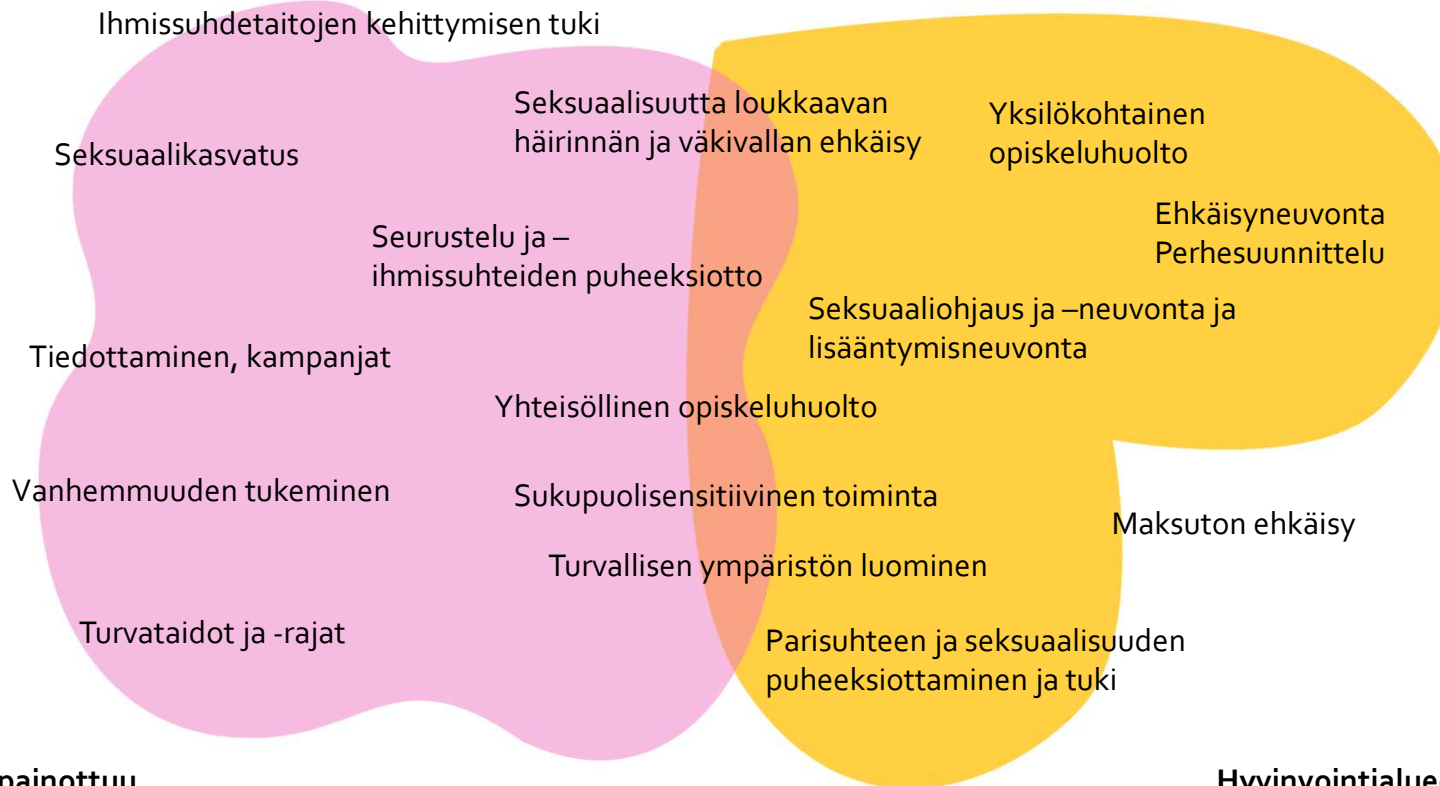 Ihmissuhdetaitojen kehittymisen tuki
Seksuaalisuutta loukkaavan
häirinnän ja väkivallan ehkäisy
Yksilökohtainen
opiskeluhuolto
Seksuaalikasvatus
Ehkäisyneuvonta
Perhesuunnittelu
Seurustelu ja –
ihmissuhteiden puheeksiotto
Seksuaaliohjaus ja –neuvonta ja
lisääntymisneuvonta
Tiedottaminen, kampanjat
Yhteisöllinen opiskeluhuolto
Vanhemmuuden tukeminen
Sukupuolisensitiivinen toiminta
Maksuton ehkäisy
Turvallisen ympäristön luominen
Turvataidot ja -rajat
Parisuhteen ja seksuaalisuuden
puheeksiottaminen ja tuki
painottuu